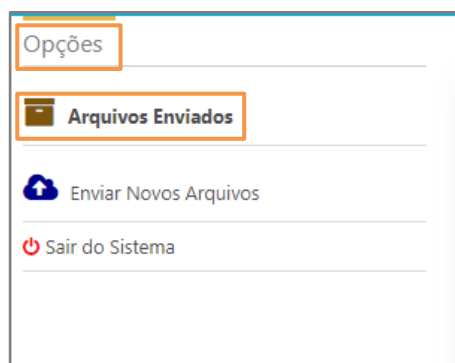 Opções
Arquivos Enviados
Enviar Novos Arquivos
Sair do Sistema